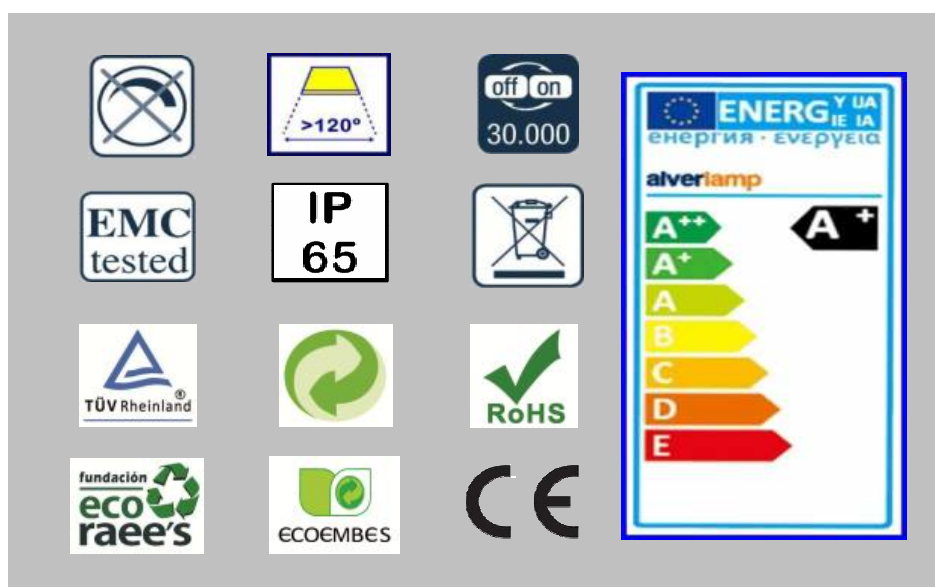 >120º
off on
30.000
EMC
tested
IP
65
TÜV Rheinland®
RoHS
fundación
eco
raee's
ECOEMBES
CE
ENERG Y UA
IE IA
енергия · ενεργεια
alverlamp
A++
A+
A
B
C
D
E
A+